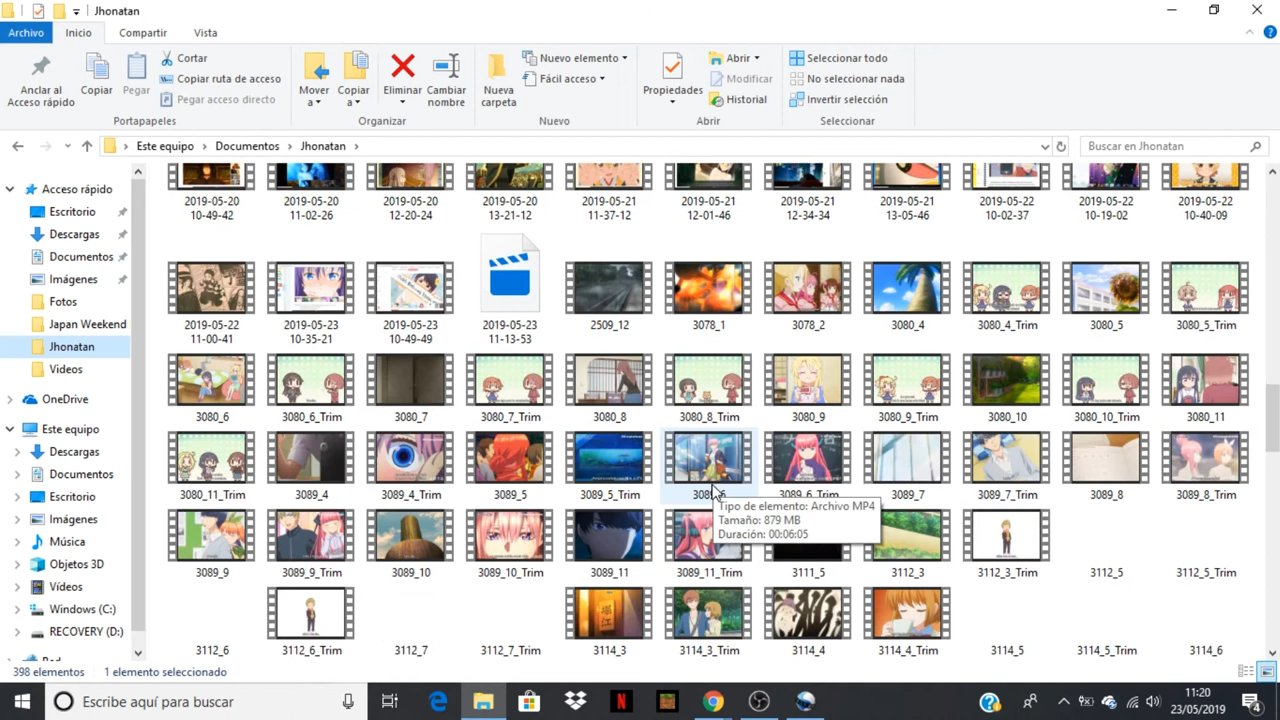 Jhonatan
Archivo Inicio Compartir Vista
Anclar al Acceso rápido
Copiar
Pegar
Cortar
Copiar ruta de acceso
Pegar acceso directo
Portapapeles
Mover a
Copiar a
Eliminar
Cambiar nombre
Organizar
Nueva carpeta
Nuevo elemento
Fácil acceso
Nuevo
Propiedades
Abrir
Modificar
Historial
Abrir
Seleccionar todo
No seleccionar nada
Invertir selección
Seleccionar
Este equipo > Documentos > Jhonatan >
Buscar en Jhonatan
Acceso rápido
Escritorio
Descargas
Documentos
Imágenes
Fotos
Japan Weekend
Jhonatan
Videos
OneDrive
Este equipo
Descargas
Documentos
Escritorio
Imágenes
Música
Objetos 3D
Vídeos
Windows (C:)
RECOVERY (D:)
2019-05-20 10-49-42
2019-05-20 11-02-26
2019-05-20 12-20-24
2019-05-20 13-21-12
2019-05-21 11-37-12
2019-05-21 12-01-46
2019-05-21 12-34-34
2019-05-21 13-05-46
2019-05-22 10-02-37
2019-05-22 10-19-02
2019-05-22 10-40-09
2019-05-22 11-00-41
2019-05-23 10-35-21
2019-05-23 10-49-49
2019-05-23 11-13-53
2509_12
3078_1
3078_2
3080_4
3080_4_Trim
3080_5
3080_5_Trim
3080_6
3080_6_Trim
3080_7
3080_7_Trim
3080_8
3080_8_Trim
3080_9
3080_9_Trim
3080_10
3080_10_Trim
3080_11
3080_11_Trim
3089_4
3089_4_Trim
3089_5
3089_5_Trim
3089_6
3089_6_Trim
3089_7
3089_7_Trim
3089_8
3089_8_Trim
Tipo de elemento: Archivo MP4
Tamaño: 879 MB
Duración: 00:06:05
3089_9
3089_9_Trim
3089_10
3089_10_Trim
3089_11
3089_11_Trim
3111_5
3112_3
3112_3_Trim
3112_5
3112_5_Trim
3112_6
3112_6_Trim
3112_7
3112_7_Trim
3114_3
3114_3_Trim
3114_4
3114_4_Trim
3114_5
3114_5_Trim
3114_6
398 elementos
1 elemento seleccionado
Escribe aquí para buscar
11:20
23/05/2019
4